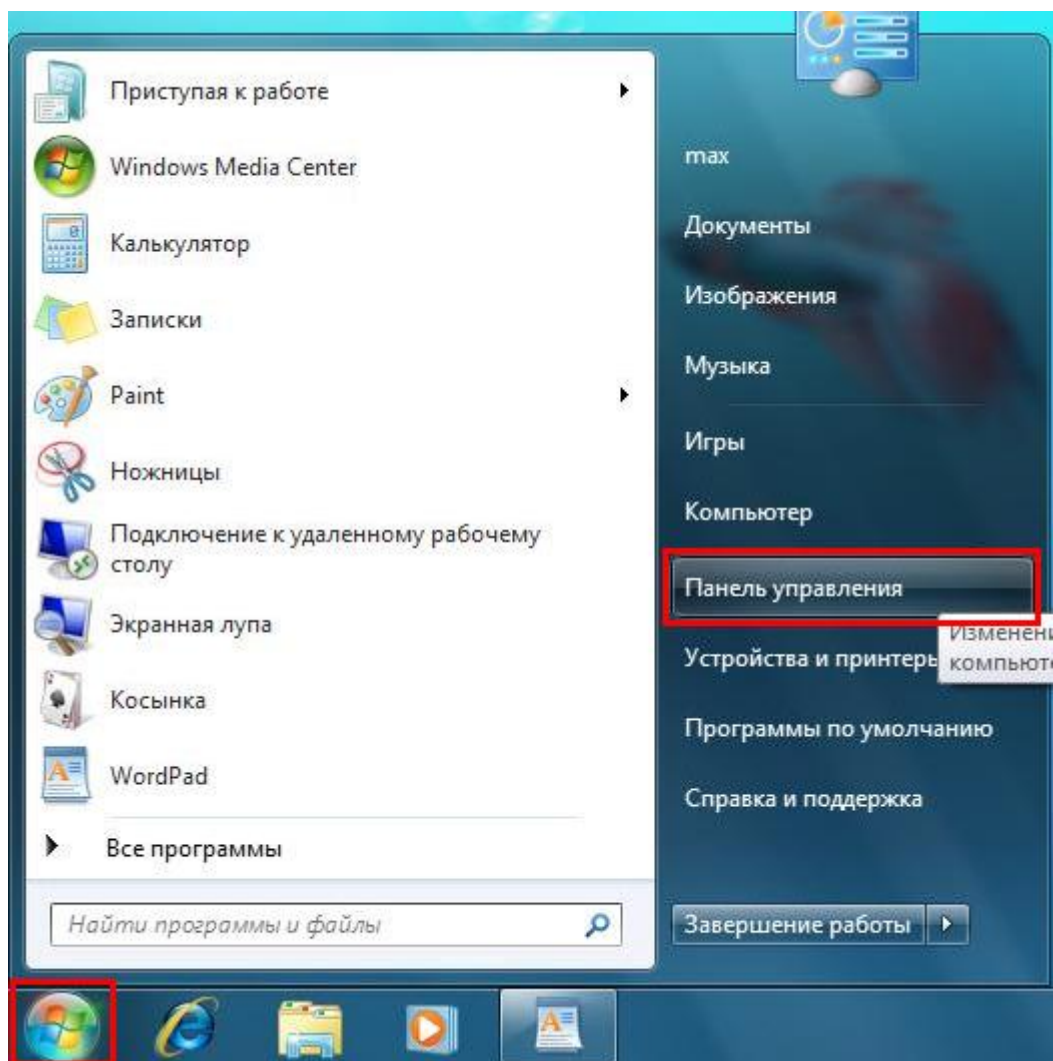 Приступая к работе
Windows Media Center
Калькулятор
Записки
Paint
Ножницы
Подключение к удаленному рабочему
столу
Экранная лупа
Косынка
WordPad
Все программы
Найти программы и файлы
max
Документы
Изображения
Музыка
Игры
Компьютер
Панель управления
Устройства и принтеры
Программы по умолчанию
Справка и поддержка
Завершение работы